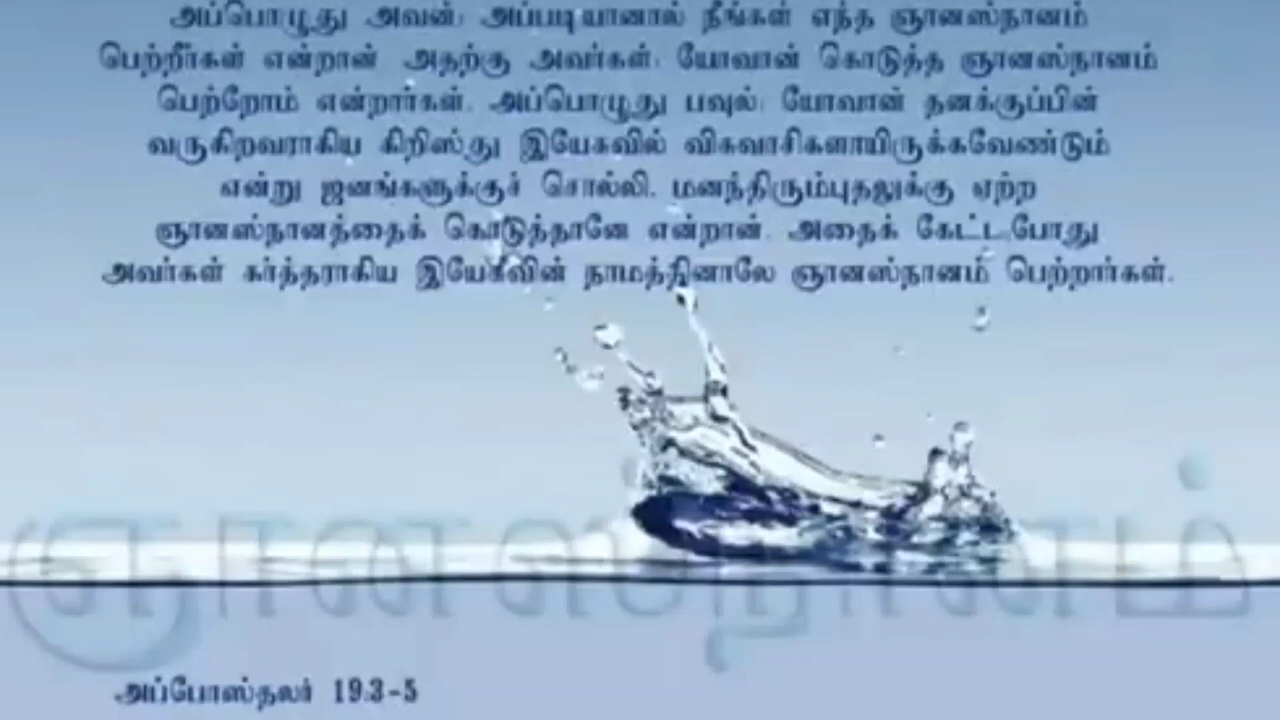 அப்பொழுது அவன்: அப்படியானால் நீங்கள் எந்த ஞானஸ்நானம்
பெற்றீர்கள் என்றான் அதற்கு அவர்கள்: யோவான் கொடுத்த ஞானஸ்நானம்
பெற்றோம் என்றார்கள். அப்பொழுது பவுல்: யோவான் தனக்குப்பின்
வருகிறவராகிய கிறிஸ்து இயேசுவில் விசுவாசிகளாயிருக்கவேண்டும்
என்று ஜனங்களுக்குச் சொல்லி, மனந்திரும்புதலுக்கு ஏற்ற
ஞானஸ்நானத்தைக் கொடுத்தானே என்றான். அதைக் கேட்டபோது
அவர்கள் கர்த்தராகிய இயேசுவின் நாமத்தினாலே ஞானஸ்நானம் பெற்றார்கள்.
ஞானஸ்நானம்
அப்போஸ்தலர் 19:3-5